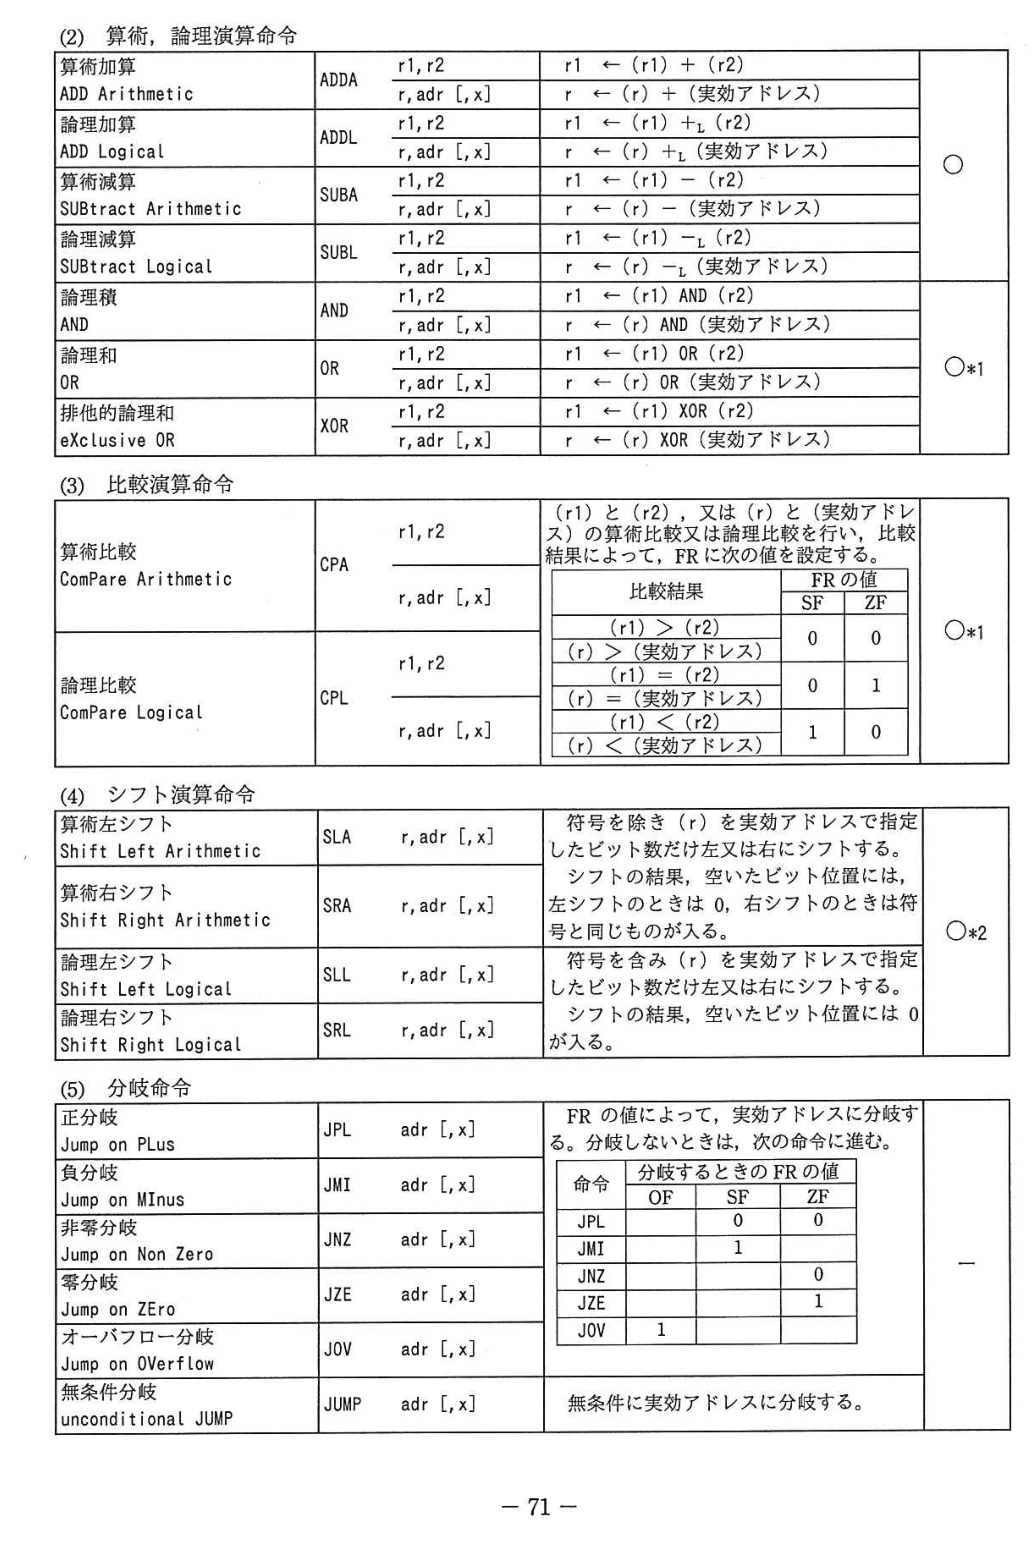 (2) 算術，論理演算命令
算術加算
ADD Arithmetic
ADDA
r1,r2
r1 ← (r1) + (r2)
r,adr [,x]
r ← (r) + (実効アドレス)
論理加算
ADD Logical
ADDL
r1,r2
r1 ← (r1) +L (r2)
r,adr [,x]
r ← (r) +L (実効アドレス)
算術減算
SUBtract Arithmetic
SUBA
r1,r2
r1 ← (r1) − (r2)
r,adr [,x]
r ← (r) − (実効アドレス)
論理減算
SUBtract Logical
SUBL
r1,r2
r1 ← (r1) −L (r2)
r,adr [,x]
r ← (r) −L (実効アドレス)
○
論理積
AND
AND
r1,r2
r1 ← (r1) AND (r2)
r,adr [,x]
r ← (r) AND (実効アドレス)
論理和
OR
OR
r1,r2
r1 ← (r1) OR (r2)
r,adr [,x]
r ← (r) OR (実効アドレス)
排他的論理和
eXclusive OR
XOR
r1,r2
r1 ← (r1) XOR (r2)
r,adr [,x]
r ← (r) XOR (実効アドレス)
○*1
(3) 比較演算命令
算術比較
ComPare Arithmetic
CPA
r1,r2
r,adr [,x]
論理比較
ComPare Logical
CPL
r1,r2
r,adr [,x]
(r1) と (r2) ，又は (r) と (実効アドレ
ス) の算術比較又は論理比較を行い，比較
結果によって，FR に次の値を設定する。
比較結果
FR の値
SF ZF
(r1) ＞ (r2)
(r) ＞ (実効アドレス)
0 0
(r1) ＝ (r2)
(r) ＝ (実効アドレス)
0 1
(r1) ＜ (r2)
(r) ＜ (実効アドレス)
1 0
○*1
(4) シフト演算命令
算術左シフト
Shift Left Arithmetic
SLA r,adr [,x]
算術右シフト
Shift Right Arithmetic
SRA r,adr [,x]
符号を除き (r) を実効アドレスで指定
したビット数だけ左又は右にシフトする。
シフトの結果，空いたビット位置には，
左シフトのときは 0，右シフトのときは符
号と同じものが入る。
論理左シフト
Shift Left Logical
SLL r,adr [,x]
論理右シフト
Shift Right Logical
SRL r,adr [,x]
符号を含み (r) を実効アドレスで指定
したビット数だけ左又は右にシフトする。
シフトの結果，空いたビット位置には 0
が入る。
○*2
(5) 分岐命令
正分岐
Jump on PLus
JPL adr [,x]
負分岐
Jump on MInus
JMI adr [,x]
非零分岐
Jump on Non Zero
JNZ adr [,x]
零分岐
Jump on ZEro
JZE adr [,x]
オーバフロー分岐
Jump on OVerflow
JOV adr [,x]
FR の値によって，実効アドレスに分岐す
る。分岐しないときは，次の命令に進む。
命令
分岐するときの FR の値
OF SF ZF
JPL 0 0
JMI 1
JNZ 0
JZE 1
JOV 1
無条件分岐
unconditional JUMP
JUMP adr [,x]
無条件に実効アドレスに分岐する。
－
－ 71 －